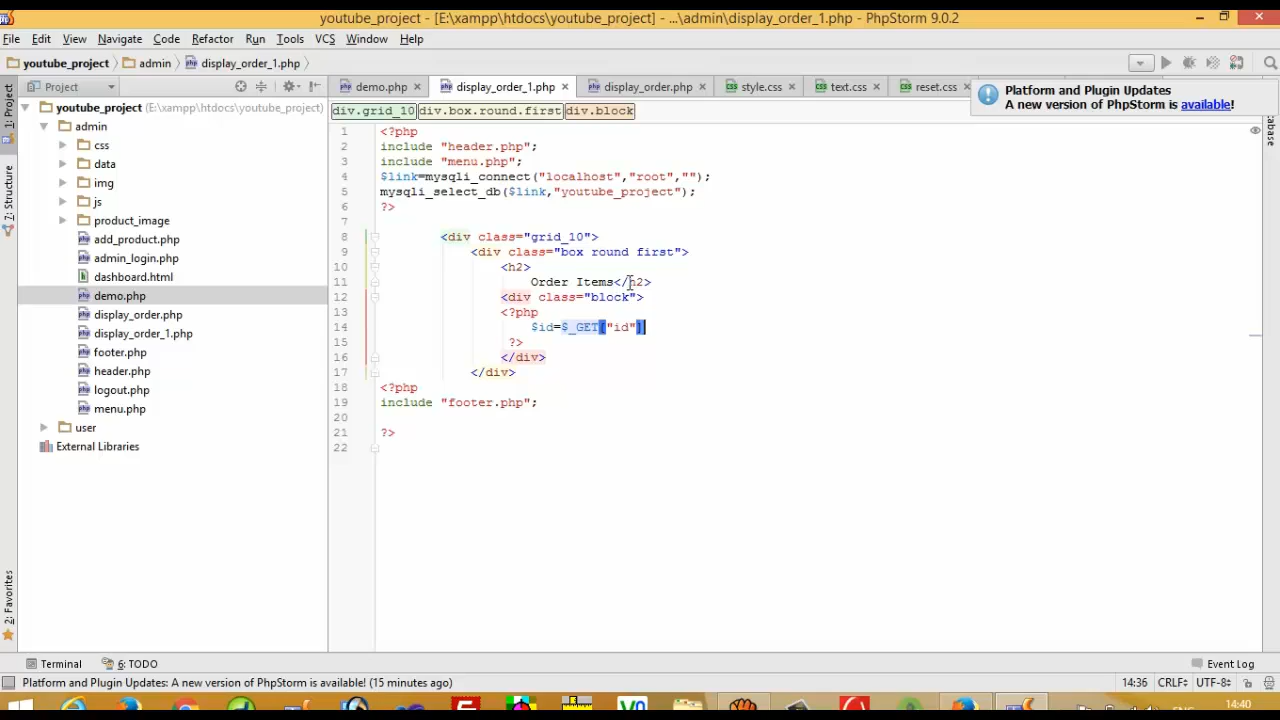 youtube_project - [E:\xampp\htdocs\youtube_project] - ...\admin\display_order_1.php - PhpStorm 9.0.2
File Edit View Navigate Code Refactor Run Tools VCS Window Help
youtube_project admin display_order_1.php
Project
demo.php display_order_1.php display_order.php style.css text.css reset.css
Platform and Plugin Updates
A new version of PhpStorm is available!
1: Project
7: Structure
2: Favorites
youtube_project (E:\xampp\htdocs\youtube_project)
admin
css
data
img
js
product_image
add_product.php
admin_login.php
dashboard.html
demo.php
display_order.php
display_order_1.php
footer.php
header.php
logout.php
menu.php
user
External Libraries
div.grid_10 div.box.round.first div.block
1 <?php
2 include "header.php";
3 include "menu.php";
4 $link=mysqli_connect("localhost","root","");
5 mysqli_select_db($link,"youtube_project");
6 ?>
7
8 <div class="grid_10">
9 <div class="box round first">
10 <h2>
11 Order Items</h2>
12 <div class="block">
13 <?php
14 $id=$_GET["id"]
15 ?>
16 </div>
17 </div>
18 <?php
19 include "footer.php";
20
21 ?>
22
Terminal 6: TODO Event Log
Platform and Plugin Updates: A new version of PhpStorm is available! (15 minutes ago) 14:36 CRLF UTF-8
ENG 14:40